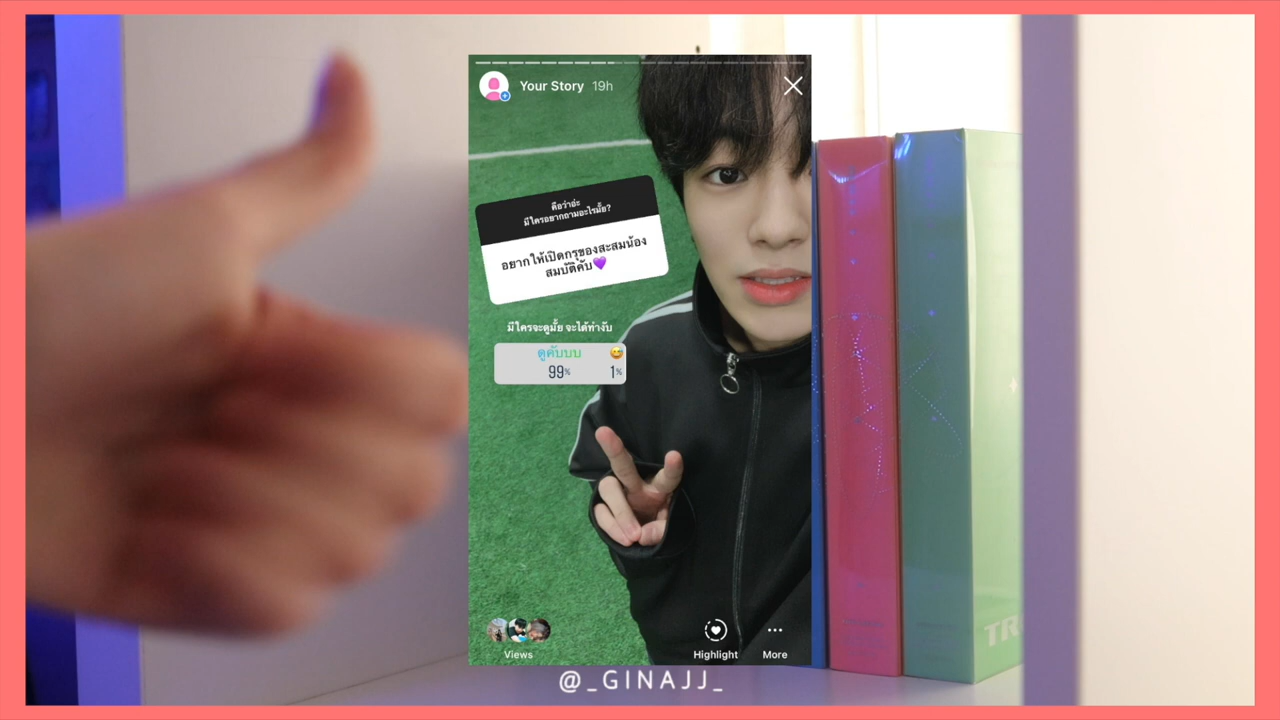 Your Story 19h
คือว่าอ่ะ
มีใครอยากถามอะไรมั้ย?
อยากให้เปิดกรุของสะสมน้อง
สมบัติคับ💜
มีใครจะดูมั้ย จะได้ทำงับ
ดูคับบบ 😅
99% 1%
Views
Highlight
More
TR
@_GINAJJ_